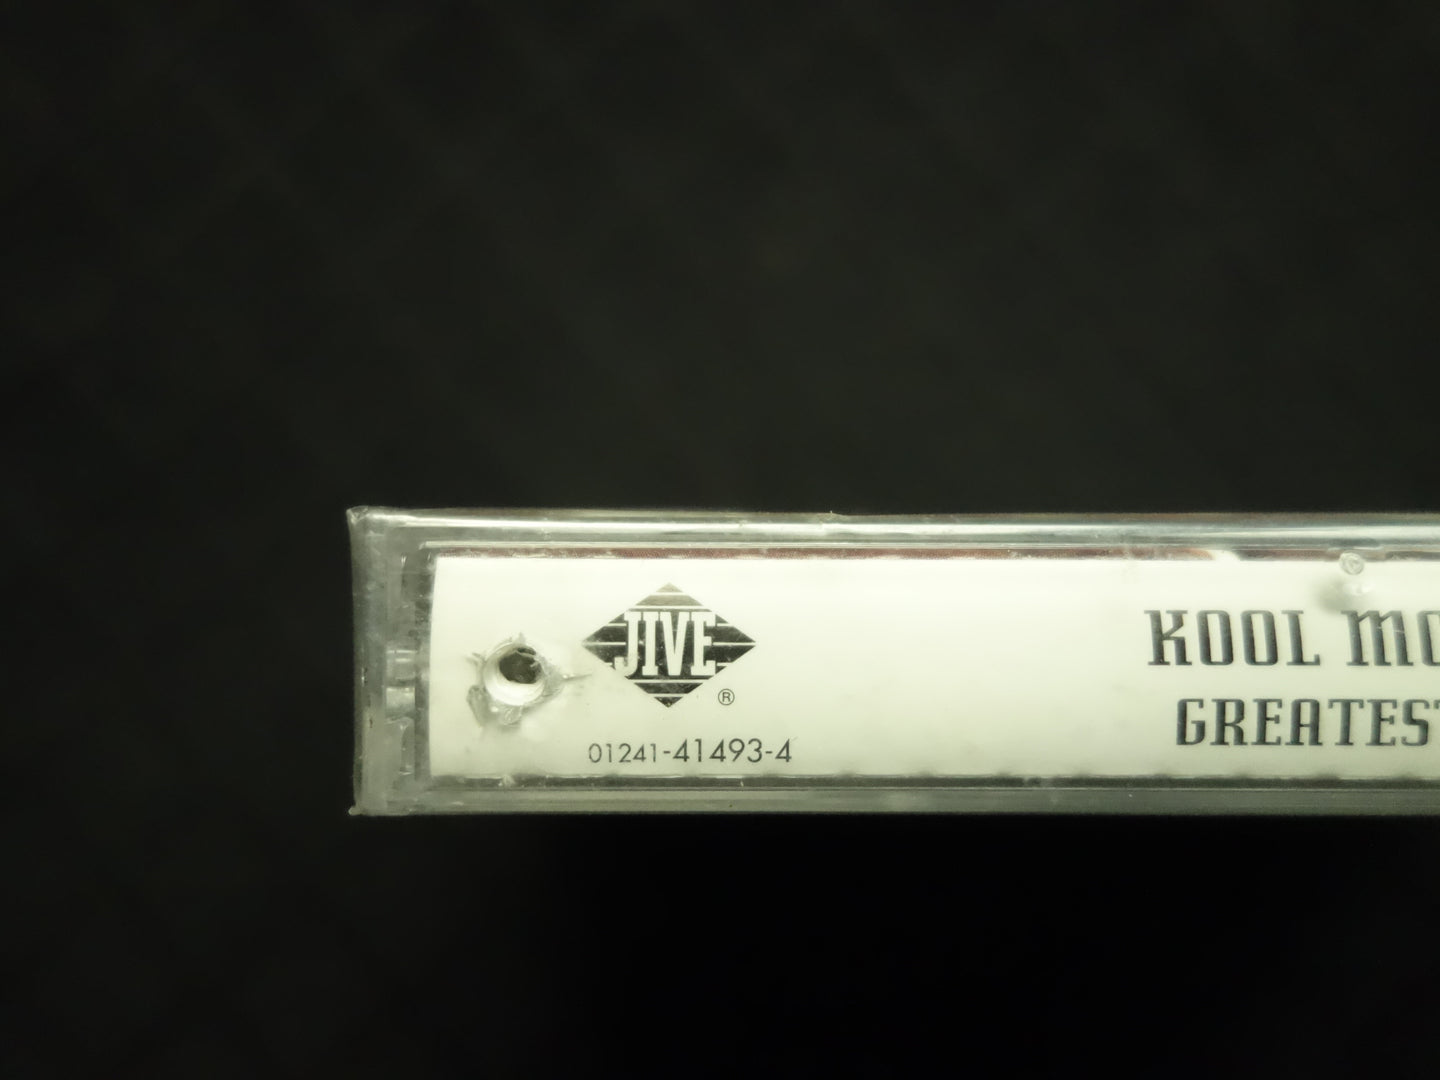 JIVE
®
01241-41493-4
KOOL MO
GREATEST